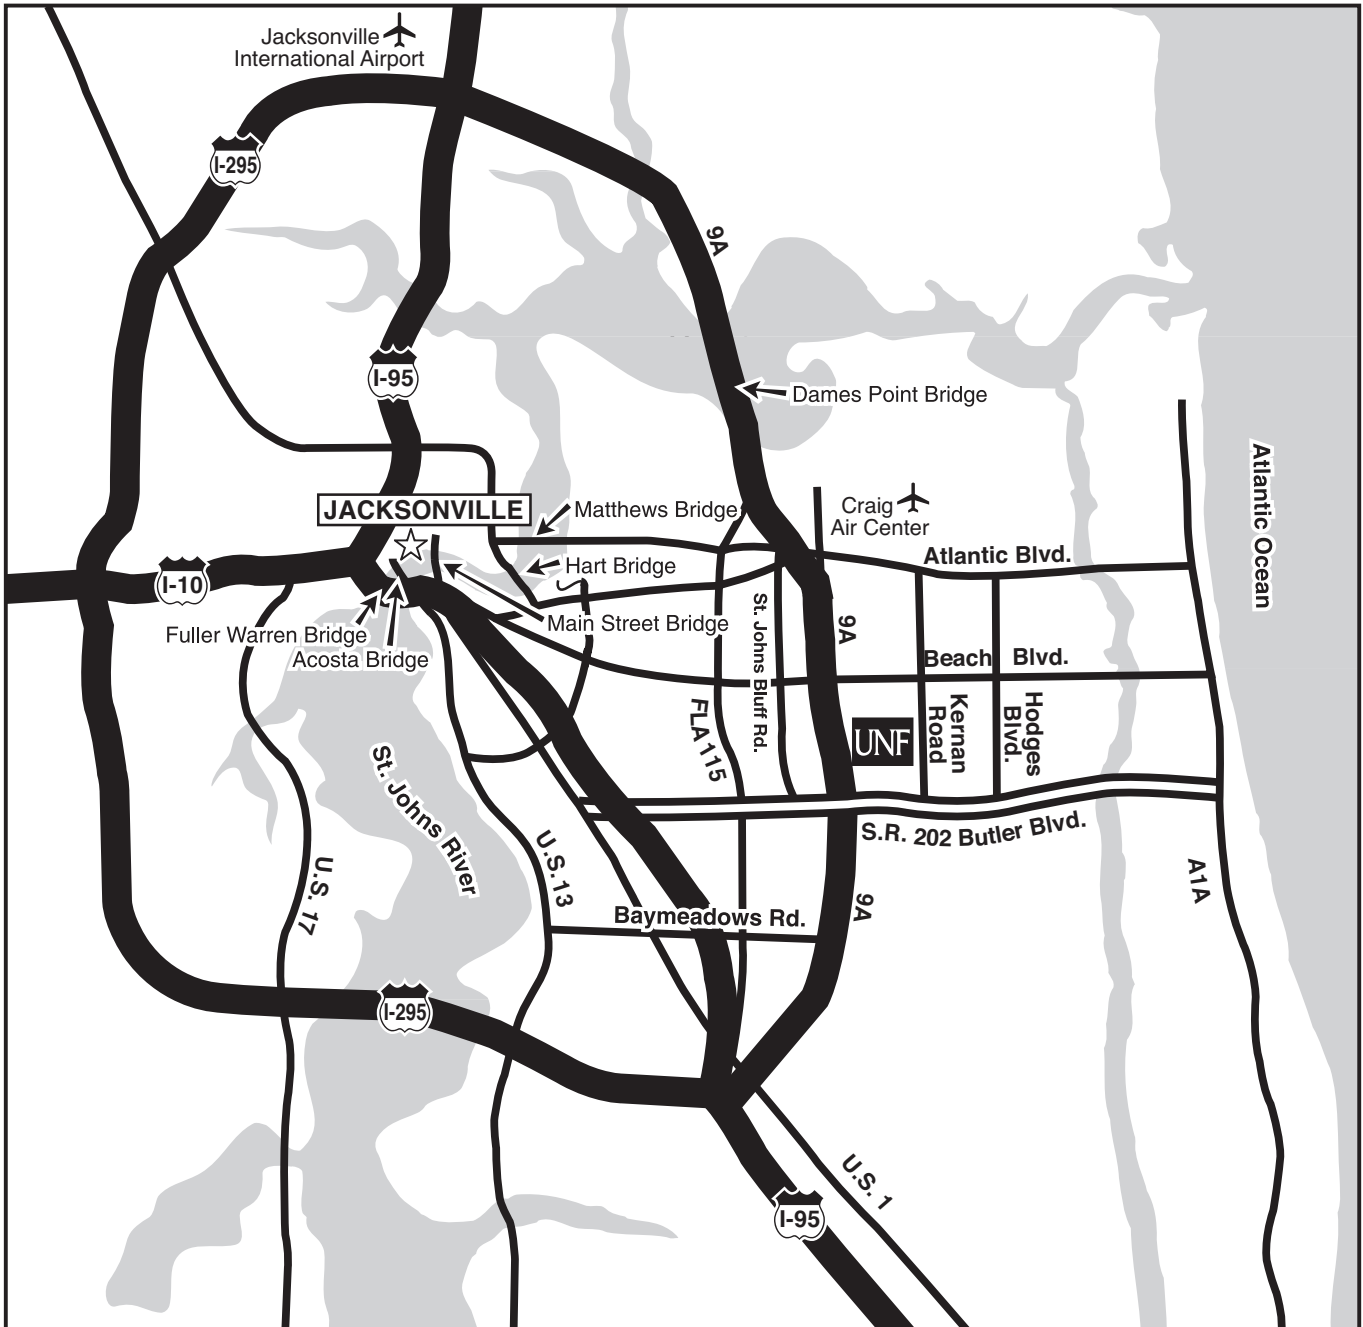 Jacksonville
International Airport
I-295
9A
I-95
Dames Point Bridge
JACKSONVILLE
Matthews Bridge
Craig
Air Center
Atlantic Ocean
Atlantic Blvd.
Hart Bridge
I-10
Fuller Warren Bridge
Main Street Bridge
Acosta Bridge
St. Johns Bluff Rd.
9A
Beach Blvd.
FLA 115
UNF
Kernan
Road
Hodges
Blvd.
St. Johns River
S.R. 202 Butler Blvd.
U.S. 17
U.S. 13
A1A
Baymeadows Rd.
9A
I-295
U.S. 1
I-95